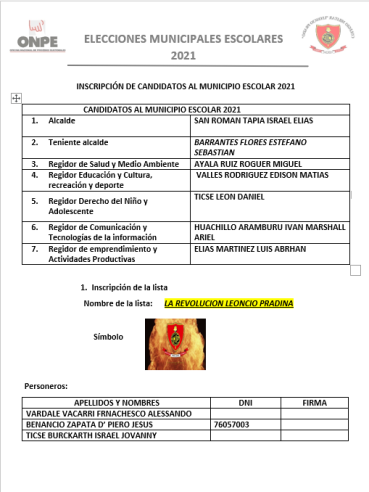 ONPE
ELECCIONES MUNICIPALES ESCOLARES
2021
INSCRIPCIÓN DE CANDIDATOS AL MUNICIPIO ESCOLAR 2021
CANDIDATOS AL MUNICIPIO ESCOLAR 2021
1. Alcalde SAN ROMAN TAPIA ISRAEL ELIAS
2. Teniente alcalde BARRANTES FLORES ESTEFANO
SEBASTIAN
3. Regidor de Salud y Medio Ambiente AYALA RUIZ ROGUER MIGUEL
4. Regidor Educación y Cultura, VALLES RODRIGUEZ EDISON MATIAS
recreación y deporte
5. Regidor Derecho del Niño y TICSE LEON DANIEL
Adolescente
6. Regidor de Comunicación y HUACHILLO ARAMBURU IVAN MARSHALL
Tecnologías de la información ARIEL
7. Regidor de emprendimiento y ELIAS MARTINEZ LUIS ABRHAN
Actividades Productivas
1. Inscripción de la lista
Nombre de la lista: LA REVOLUCION LEONCIO PRADINA
Símbolo
Personeros:
APELLIDOS Y NOMBRES DNI FIRMA
VARDALE VACARRI FRNACHESCO ALESSANDO
BENANCIO ZAPATA D' PIERO JESUS 76057003
TICSE BURCKARTH ISRAEL JOVANNY